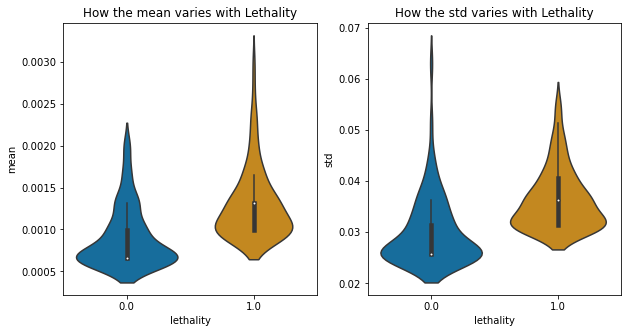 How the mean varies with Lethality
mean
0.0030
0.0025
0.0020
0.0015
0.0010
0.0005
0.0
1.0
lethality
How the std varies with Lethality
std
0.07
0.06
0.05
0.04
0.03
0.02
0.0
1.0
lethality